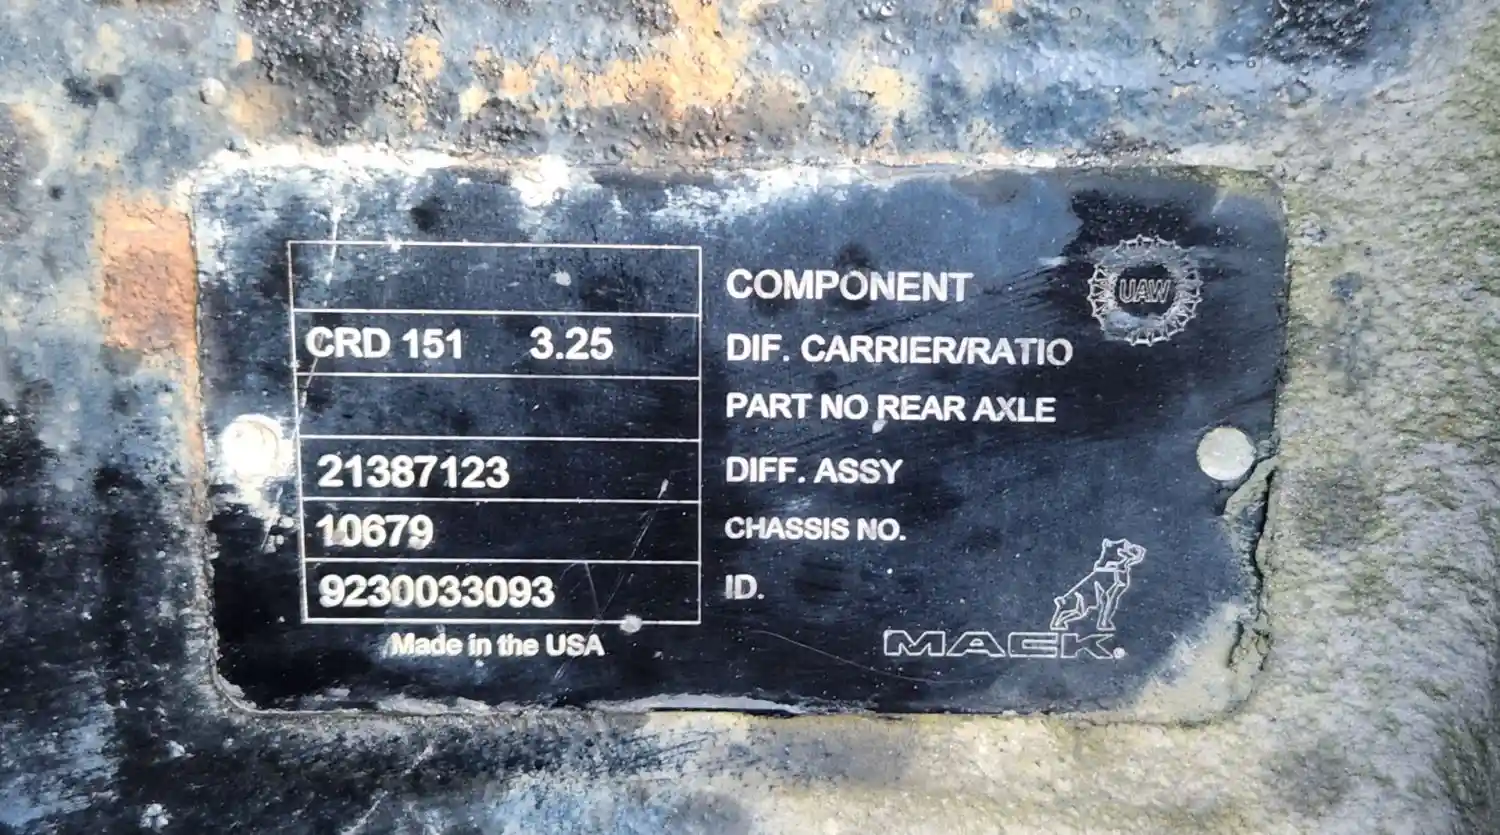 COMPONENT
UAW
CRD 151 3.25 DIF. CARRIER/RATIO
PART NO REAR AXLE
21387123 DIFF. ASSY
10679 CHASSIS NO.
9230033093 ID.
Made in the USA
MACK®